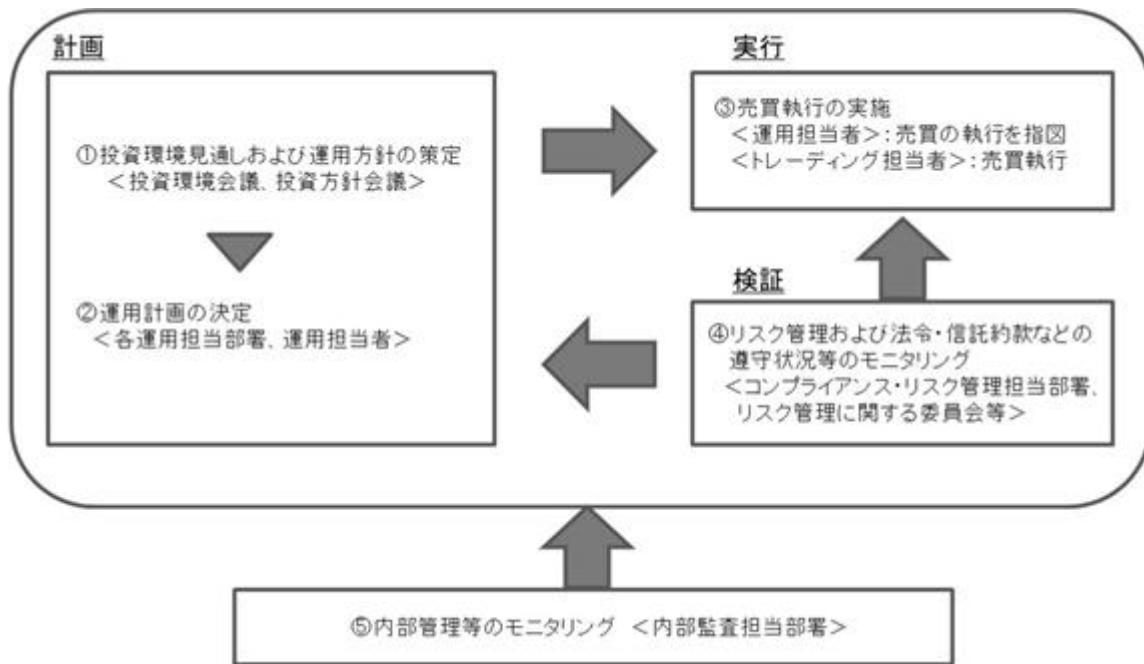 計画
①投資環境見通しおよび運用方針の策定
＜投資環境会議、投資方針会議＞
②運用計画の決定
＜各運用担当部署、運用担当者＞
実行
③売買執行の実施
＜運用担当者＞：売買の執行を指図
＜トレーディング担当者＞：売買執行
検証
④リスク管理および法令・信託約款などの
遵守状況等のモニタリング
＜コンプライアンス・リスク管理担当部署、
リスク管理に関する委員会等＞
⑤内部管理等のモニタリング ＜内部監査担当部署＞